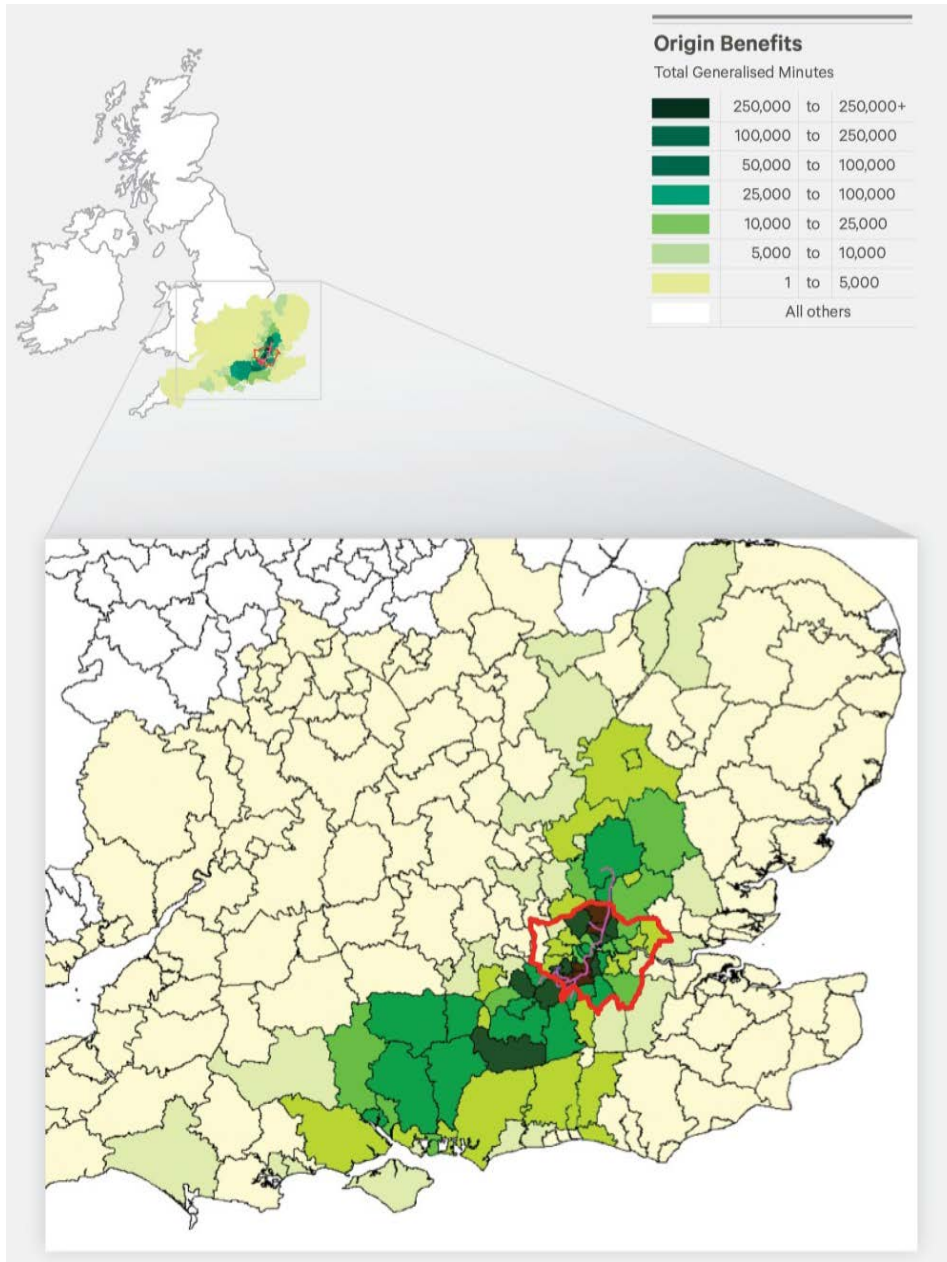 Origin Benefits
Total Generalised Minutes
250,000 to 250,000+
100,000 to 250,000
50,000 to 100,000
25,000 to 100,000
10,000 to 25,000
5,000 to 10,000
1 to 5,000
All others